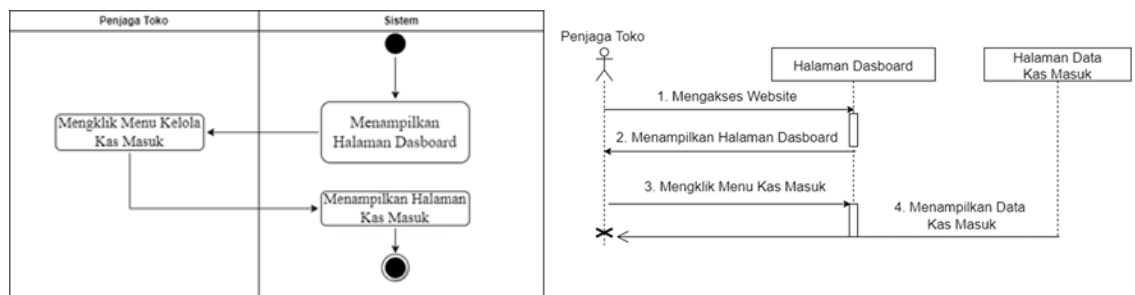 Penjaga Toko
Sistem
Menampilkan
Halaman Dasboard
Mengklik Menu Kelola
Kas Masuk
Menampilkan Halaman
Kas Masuk
Penjaga Toko
Halaman Dasboard
Halaman Data
Kas Masuk
1. Mengakses Website
2. Menampilkan Halaman Dasboard
3. Mengklik Menu Kas Masuk
4. Menampilkan Data
Kas Masuk